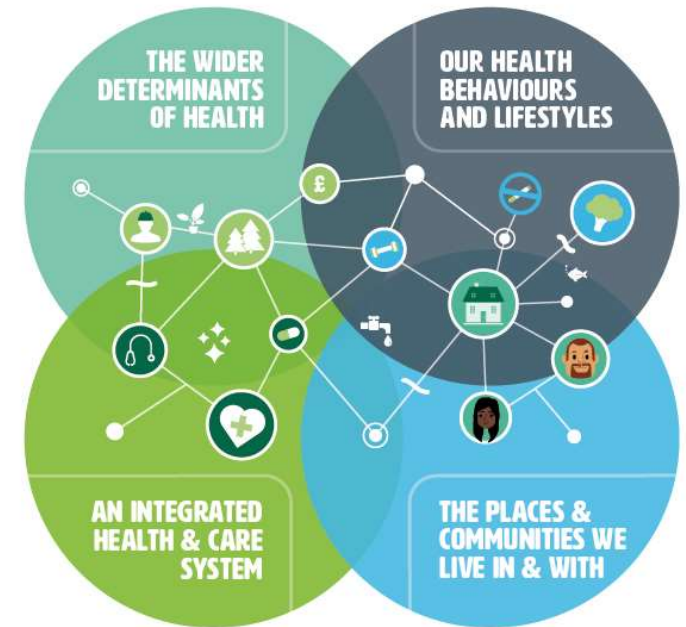 THE WIDER
DETERMINANTS
OF HEALTH
OUR HEALTH
BEHAVIOURS
AND LIFESTYLES
£
AN INTEGRATED
HEALTH & CARE
SYSTEM
THE PLACES &
COMMUNITIES WE
LIVE IN & WITH